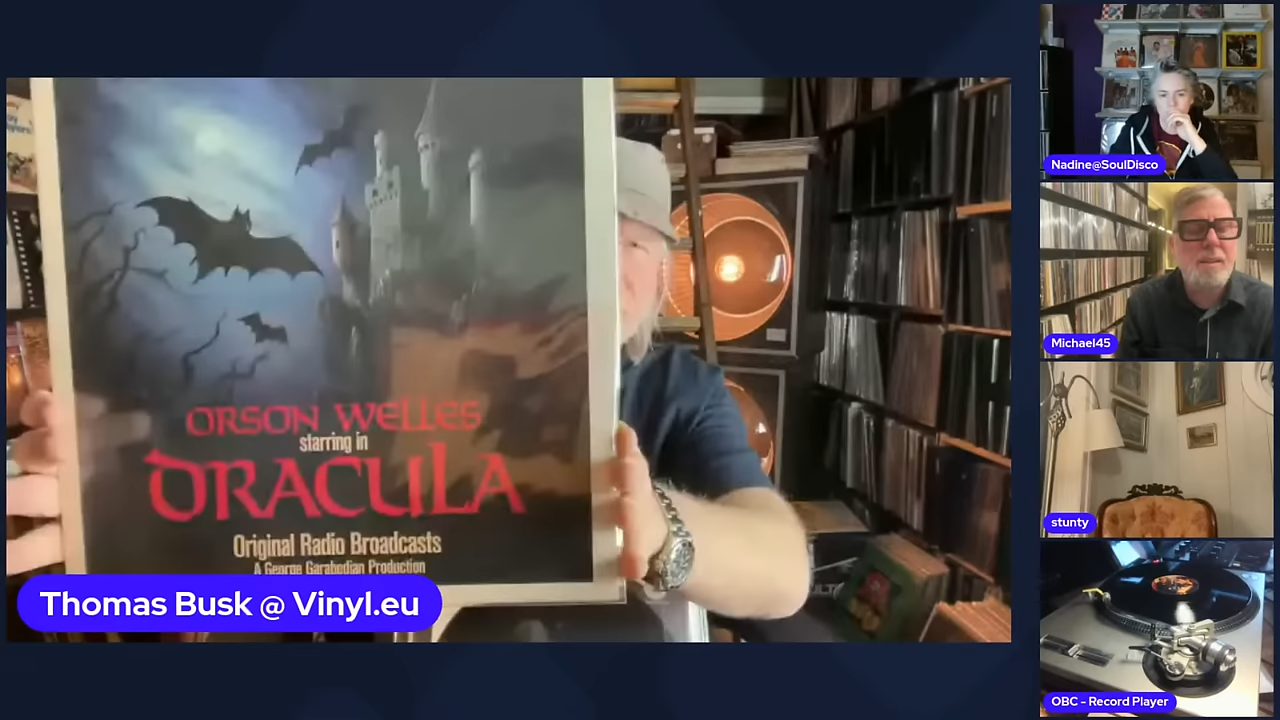 ORSON WELLES
starring in
DRACULA
Original Radio Broadcasts
A George Garabedian Production
Thomas Busk @ Vinyl.eu
Nadine@SoulDisco
Michael45
stunty
OBC - Record Player